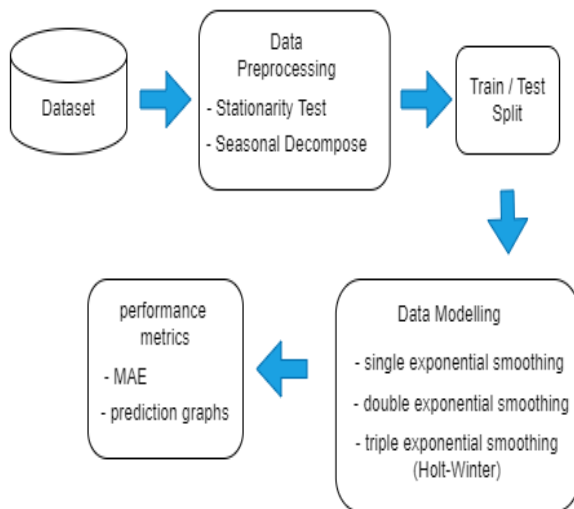 Dataset
Data
Preprocessing
- Stationarity Test
- Seasonal Decompose
Train / Test
Split
Data Modelling
- single exponential smoothing
- double exponential smoothing
- triple exponential smoothing
(Holt-Winter)
performance
metrics
- MAE
- prediction graphs